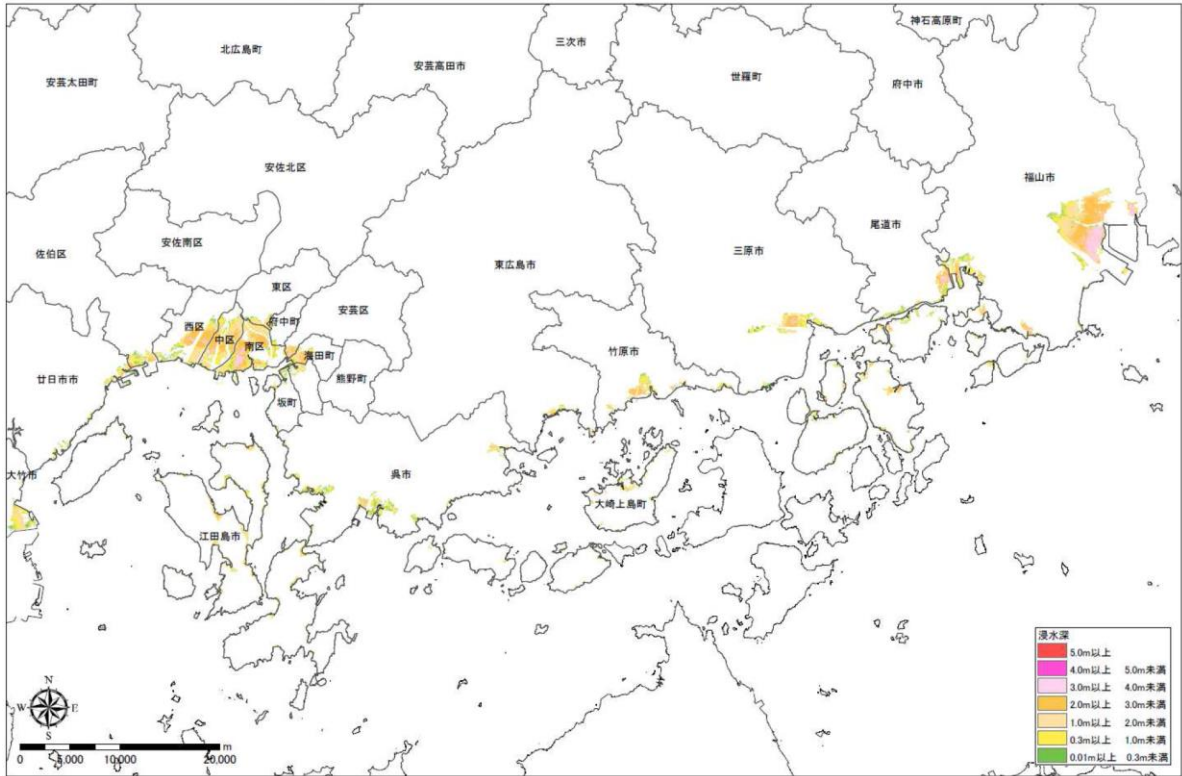 神石高原町
三次市
北広島町
安芸高田市
世羅町
府中市
安芸太田町
安佐北区
福山市
尾道市
安佐南区
三原市
佐伯区
東広島市
東区
安芸区
府中町
西区
中区
南区
海田町
竹原市
廿日市市
熊野町
坂町
大竹市
呉市
大崎上島町
江田島市
浸水深
5.0m以上
4.0m以上 5.0m未満
3.0m以上 4.0m未満
2.0m以上 3.0m未満
1.0m以上 2.0m未満
0.3m以上 1.0m未満
0.01m以上 0.3m未満
N
W E
S
0 5,000 10,000 20,000 m